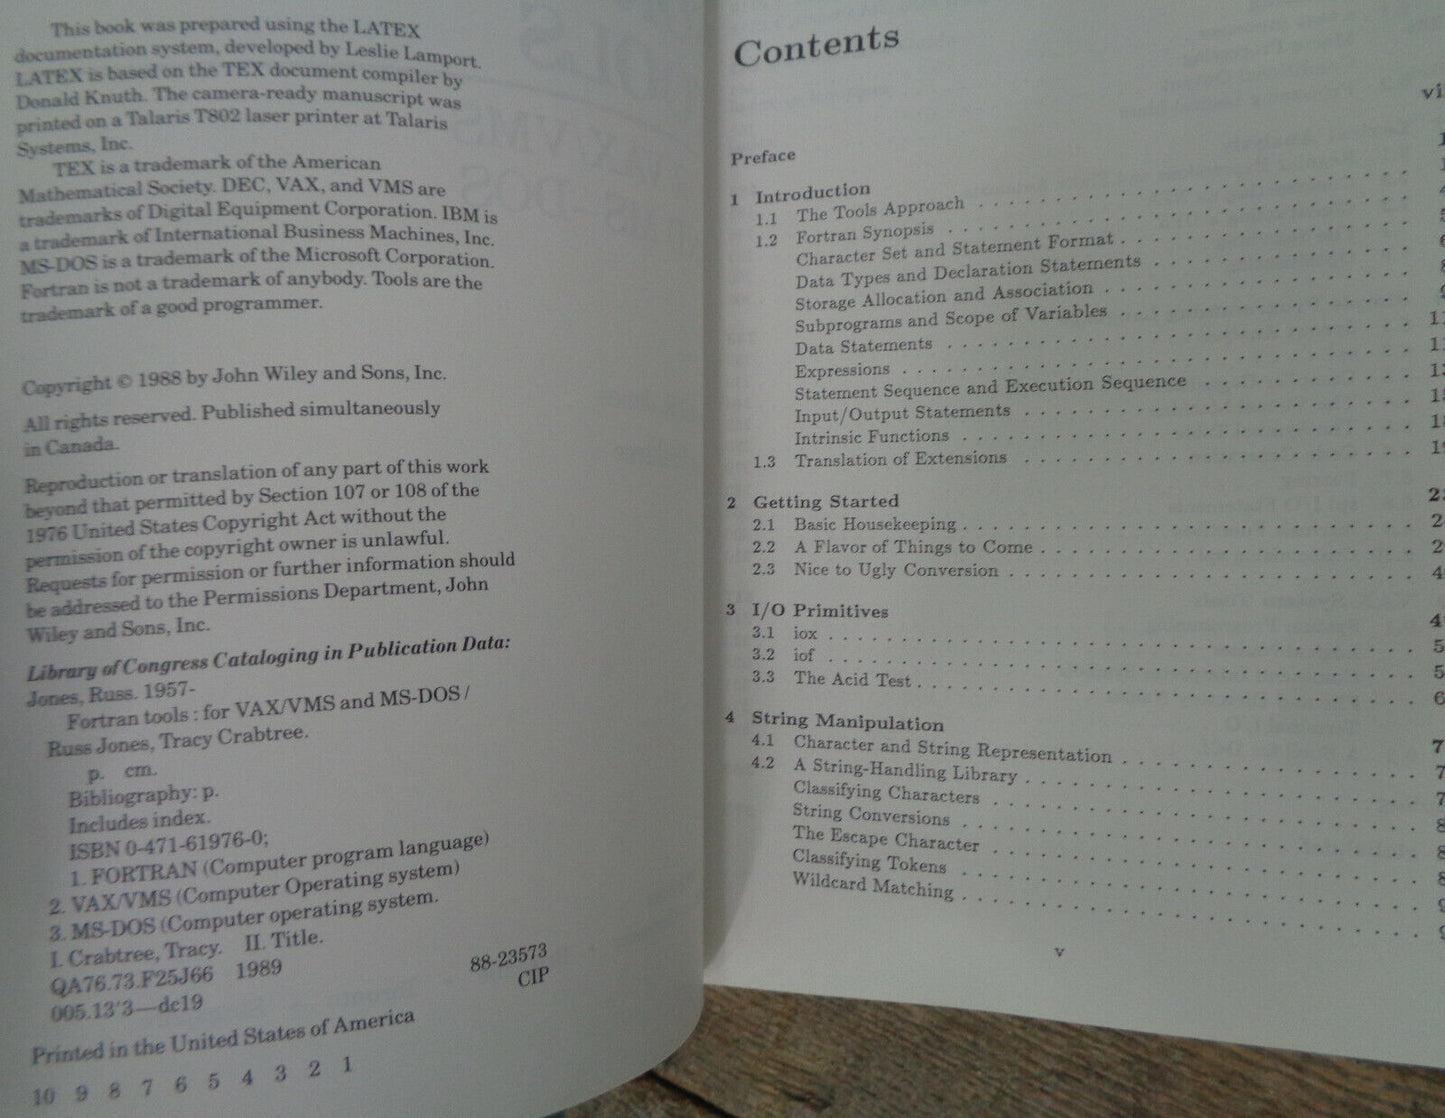 This book was prepared using the LATEX
documentation system, developed by Leslie Lamport.
LATEX is based on the TEX document compiler by
Donald Knuth. The camera-ready manuscript was
printed on a Talaris T802 laser printer at Talaris
Systems, Inc.
TEX is a trademark of the American
Mathematical Society. DEC, VAX, and VMS are
trademarks of Digital Equipment Corporation. IBM is
a trademark of International Business Machines, Inc.
MS-DOS is a trademark of the Microsoft Corporation.
Fortran is not a trademark of anybody. Tools are the
trademark of a good programmer.
Copyright © 1988 by John Wiley and Sons, Inc.
All rights reserved. Published simultaneously
in Canada.
Reproduction or translation of any part of this work
beyond that permitted by Section 107 or 108 of the
1976 United States Copyright Act without the
permission of the copyright owner is unlawful.
Requests for permission or further information should
be addressed to the Permissions Department, John
Wiley and Sons, Inc.
Library of Congress Cataloging in Publication Data:
Jones, Russ. 1957-
Fortran tools : for VAX/VMS and MS-DOS /
Russ Jones, Tracy Crabtree.
p. cm.
Bibliography: p.
Includes index.
ISBN 0-471-61976-0;
1. FORTRAN (Computer program language)
2. VAX/VMS (Computer Operating system)
3. MS-DOS (Computer operating system.
I. Crabtree, Tracy. II. Title.
QA76.73.F25J66 1989
005.13'3—dc19
88-23573
CIP
Printed in the United States of America
10 9 8 7 6 5 4 3 2 1
Contents
Preface
1 Introduction
1.1 The Tools Approach
1.2 Fortran Synopsis
Character Set and Statement Format
Data Types and Declaration Statements
Storage Allocation and Association
Subprograms and Scope of Variables
Data Statements
Expressions
Statement Sequence and Execution Sequence
Input/Output Statements
Intrinsic Functions
1.3 Translation of Extensions
2 Getting Started
2.1 Basic Housekeeping
2.2 A Flavor of Things to Come
2.3 Nice to Ugly Conversion
3 I/O Primitives
3.1 iox
3.2 iof
3.3 The Acid Test
4 String Manipulation
4.1 Character and String Representation
4.2 A String-Handling Library
Classifying Characters
String Conversions
The Escape Character
Classifying Tokens
Wildcard Matching
v